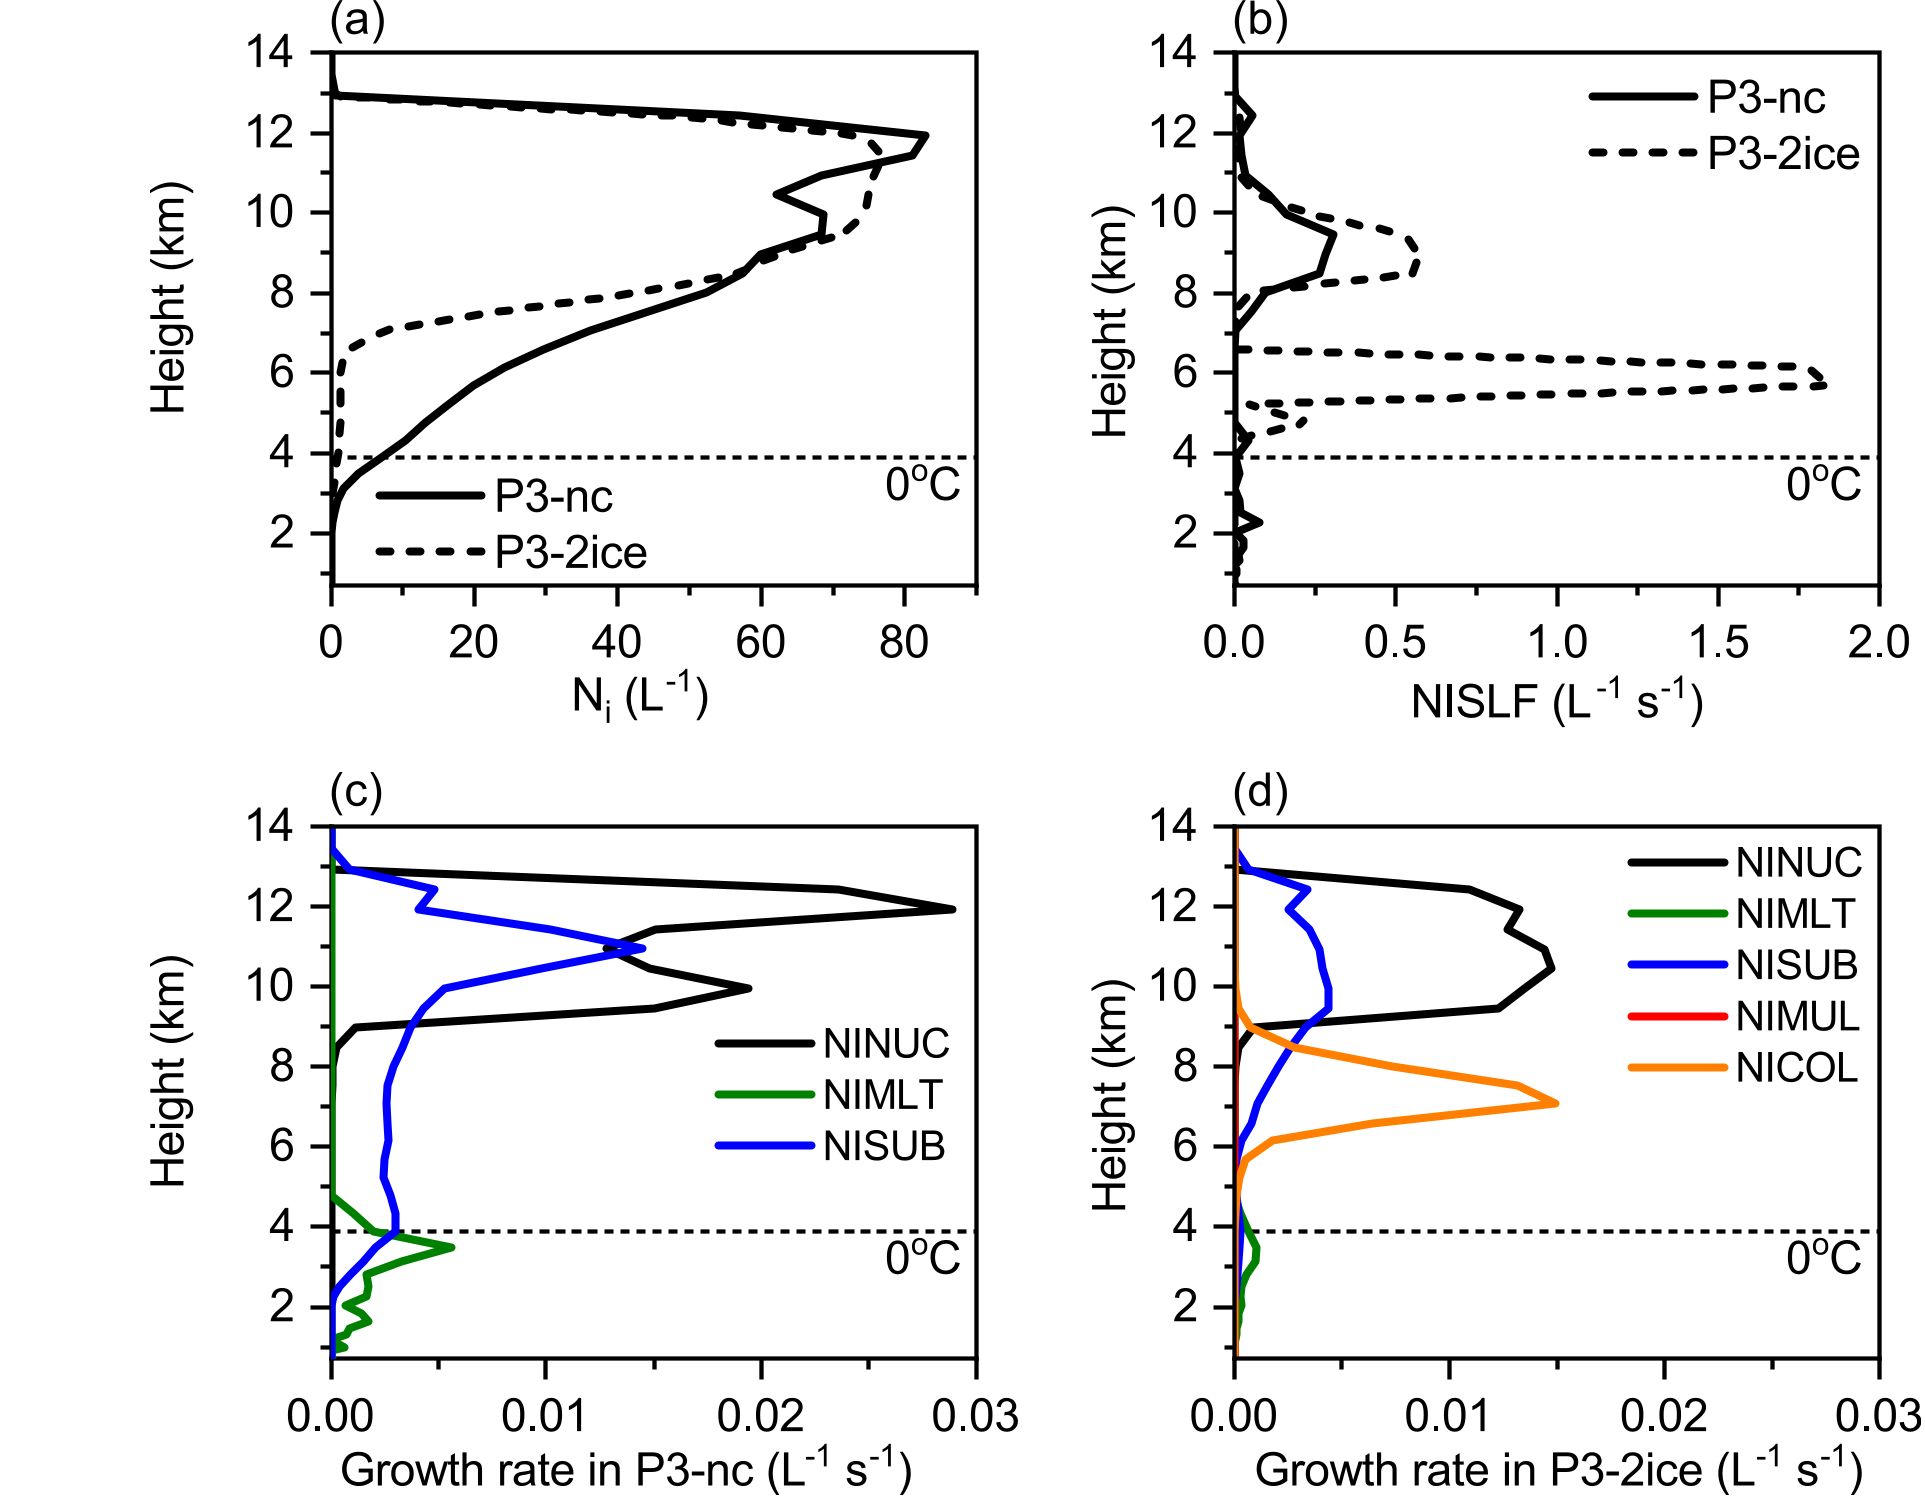 (a)
14
12
10
8
6
4
2
Height (km)
0°C
P3-nc
P3-2ice
0 20 40 60 80
Nᵢ (L⁻¹)
(b)
14
12
10
8
6
4
2
Height (km)
P3-nc
P3-2ice
0°C
0.0 0.5 1.0 1.5 2.0
NISLF (L⁻¹ s⁻¹)
(c)
14
12
10
8
6
4
2
Height (km)
NINUC
NIMLT
NISUB
0°C
0.00 0.01 0.02 0.03
Growth rate in P3-nc (L⁻¹ s⁻¹)
(d)
14
12
10
8
6
4
2
Height (km)
NINUC
NIMLT
NISUB
NIMUL
NICOL
0°C
0.00 0.01 0.02 0.03
Growth rate in P3-2ice (L⁻¹ s⁻¹)